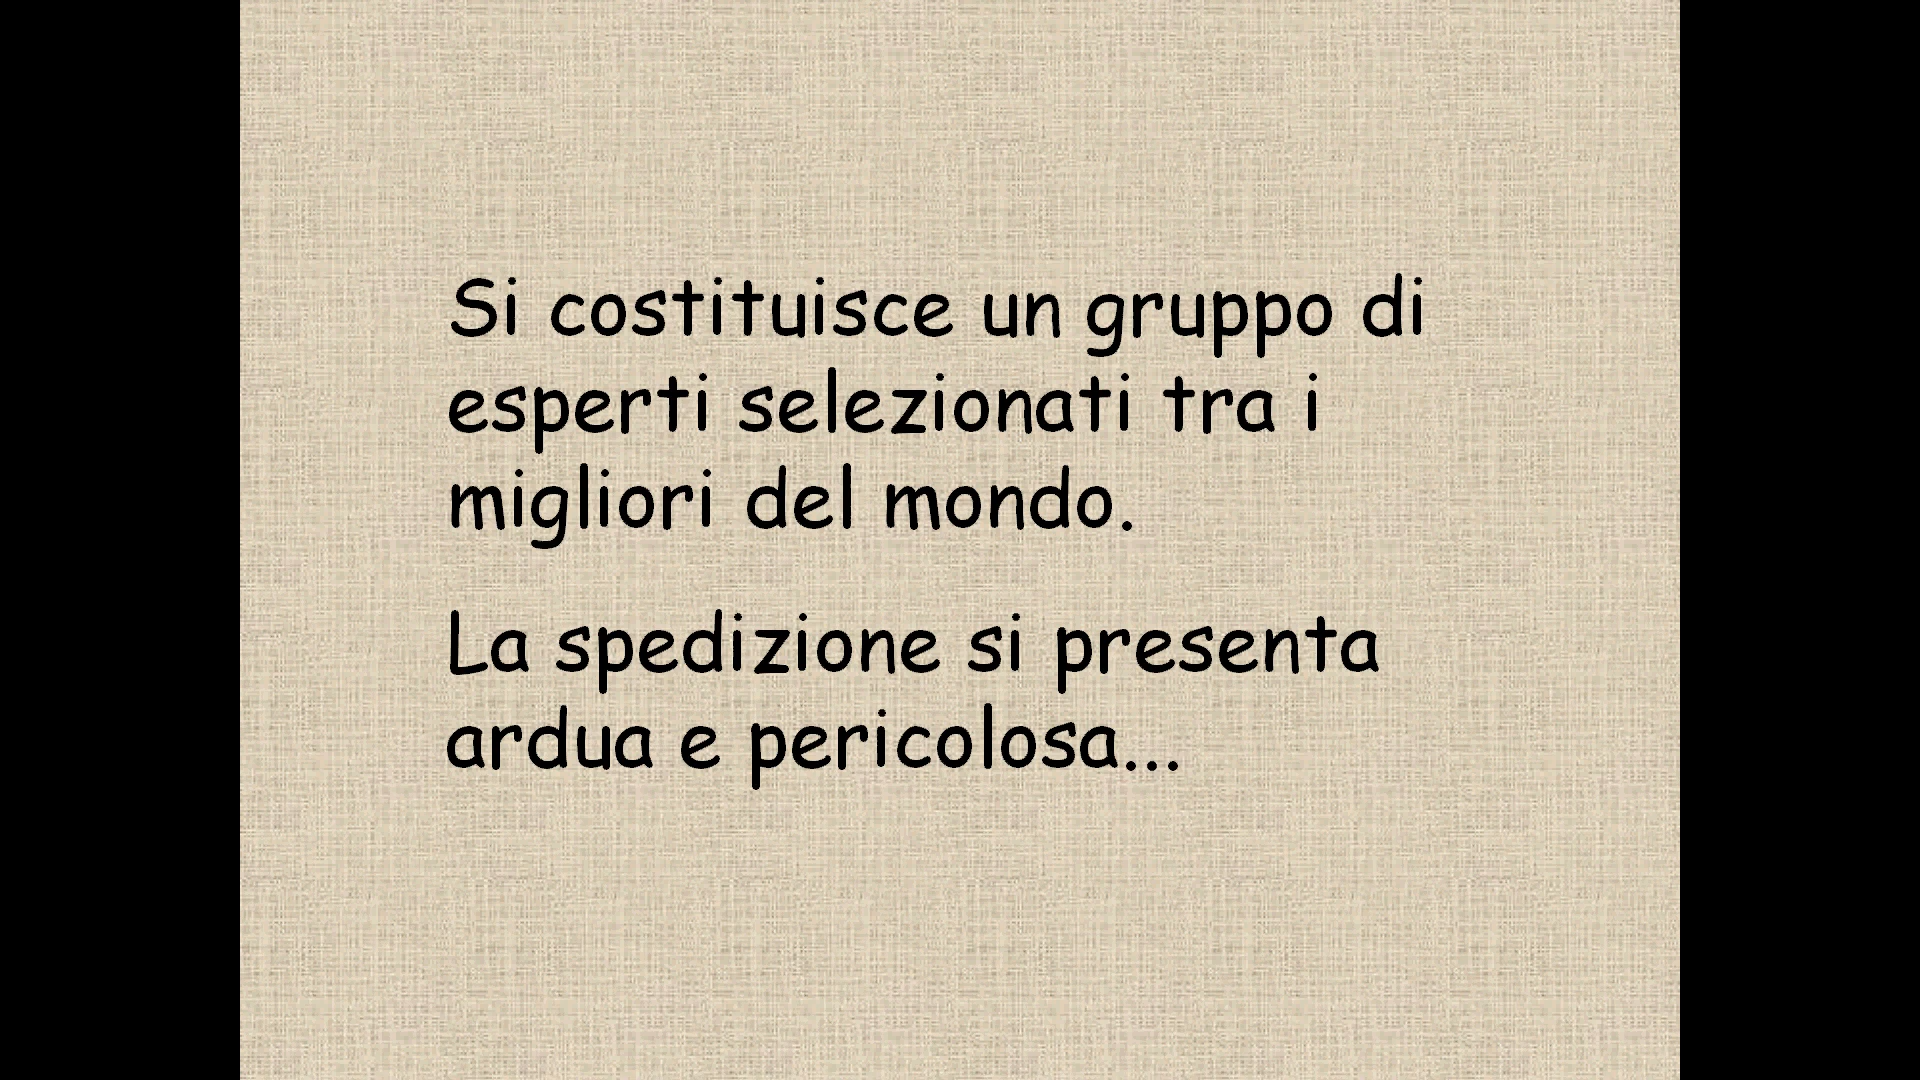 Si costituisce un gruppo di
esperti selezionati tra i
migliori del mondo.
La spedizione si presenta
ardua e pericolosa...